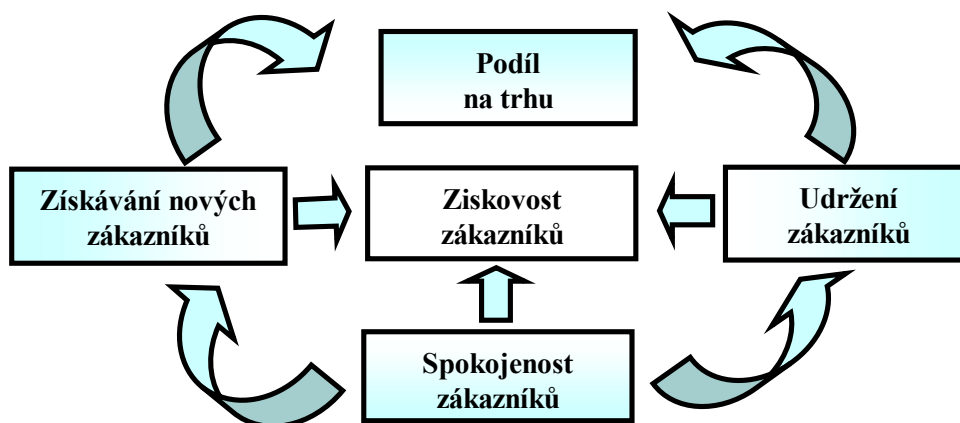 Podíl
na trhu
Získávání nových
zákazníků
Ziskovost
zákazníků
Udržení
zákazníků
Spokojenost
zákazníků